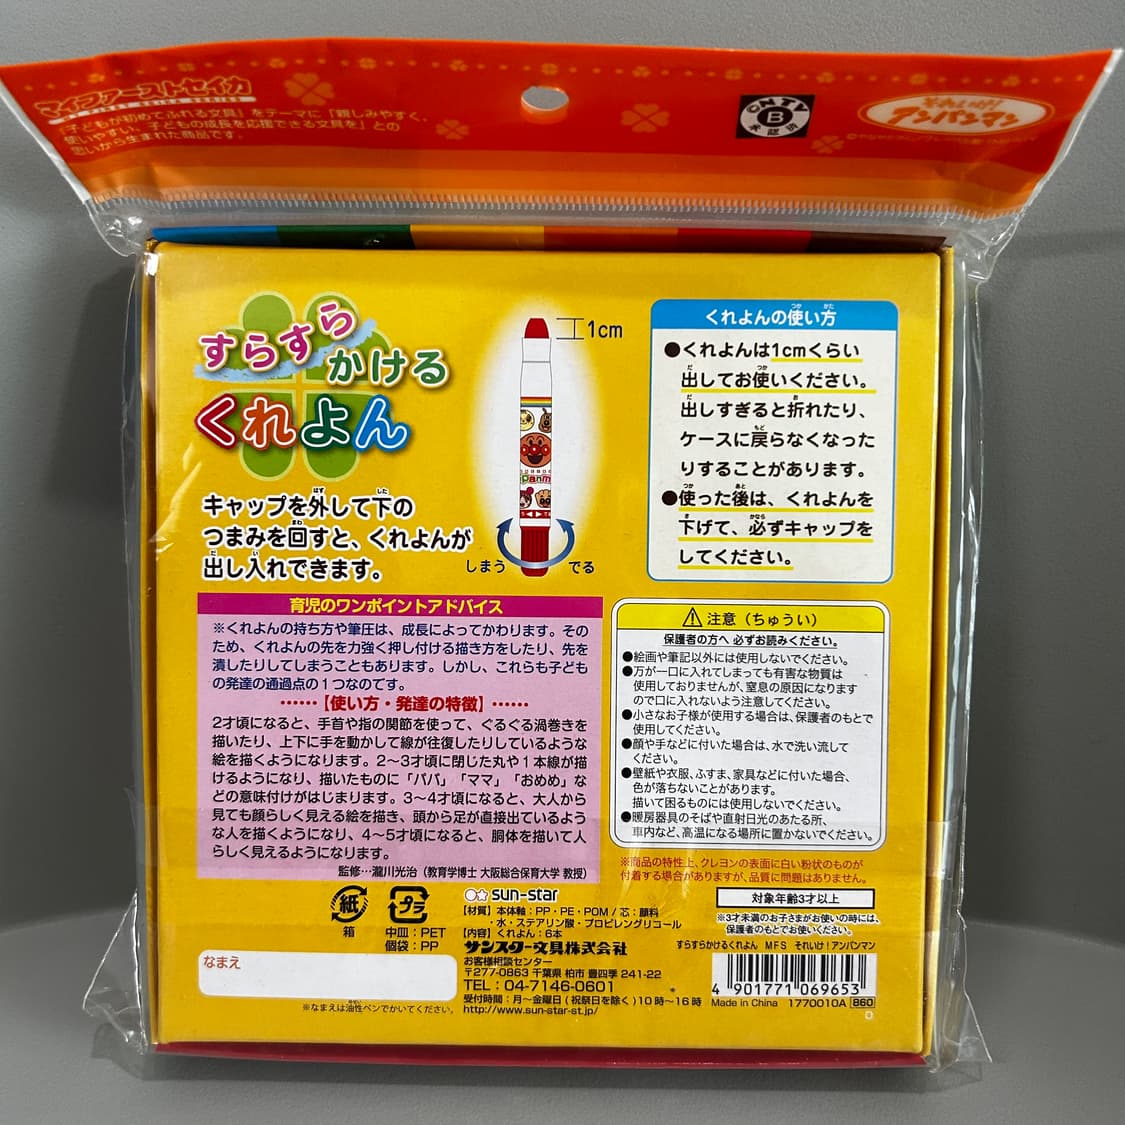 マイファーストセイカ
MY FIRST SEIKA SERIES
「子どもが初めてふれる文具」をテーマに「親しみやすく、
使いやすい、子どもの成長を応援できる文具を」との
思いから生まれた商品です。
CNTV
B
承認済
それいけ!
アンパンマン
すらすら
かける
くれよん
1cm
キャップを外して下の
つまみを回すと、くれよんが
出し入れできます。
しまう
でる
くれよんの使い方
●くれよんは1cmくらい
出してお使いください。
出しすぎると折れたり、
ケースに戻らなくなった
りすることがあります。
●使った後は、くれよんを
下げて、必ずキャップを
してください。
育児のワンポイントアドバイス
※くれよんの持ち方や筆圧は、成長によってかわります。その
ため、くれよんの先を力強く押し付ける描き方をしたり、先を
潰したりしてしまうこともあります。しかし、これらも子ども
の発達の通過点の1つなのです。
……【使い方・発達の特徴】……
2才頃になると、手首や指の関節を使って、ぐるぐる渦巻きを
描いたり、上下に手を動かして線が往復したりしているような
絵を描くようになります。2〜3才頃に閉じた丸や1本線が描
けるようになり、描いたものに「パパ」「ママ」「おめめ」な
どの意味付けがはじまります。3〜4才頃になると、大人から
見ても顔らしく見える絵を描き、頭から足が直接出ているよう
な人を描くようになり、4〜5才頃になると、胴体を描いて人
らしく見えるようになります。
監修…瀧川光治(教育学博士 大阪総合保育大学 教授)
注意(ちゅうい)
保護者の方へ 必ずお読みください。
●絵画や筆記以外には使用しないでください。
●万が一口に入れてしまっても有害な物質は
使用しておりませんが、窒息の原因になります
ので口に入れないよう注意してください。
●小さなお子様が使用する場合は、保護者のもとで
使用してください。
●顔や手などに付いた場合は、水で洗い流して
ください。
●壁紙や衣服、ふすま、家具などに付いた場合、
色が落ちないことがあります。
描いて困るものには使用しないでください。
●暖房器具のそばや直射日光のあたる所、
車内など、高温になる場所に置かないでください。
※商品の特性上、クレヨンの表面に白い粉状のものが
付着する場合がありますが、品質に問題はありません。
紙
箱
プラ
中皿：PET
個袋：PP
sun-star
【材質】本体軸：PP・PE・POM / 芯：顔料
・水・ステアリン酸・プロピレングリコール
【内容】くれよん：6本
サンスター文具株式会社
お客様相談センター
〒277-0863 千葉県 柏市 豊四季 241-22
TEL：04-7146-0601
受付時間：月〜金曜日(祝祭日を除く)10時〜16時
http://www.sun-star-st.jp/
なまえ
※なまえは油性ペンでかいてください。
対象年齢3才以上
※3才未満のお子さまがお使いの時には、
保護者のもとでお使いください。
すらすらかけるくれよん MFS それいけ！アンパンマン
4 901771 069653
Made in China 1770010A 860